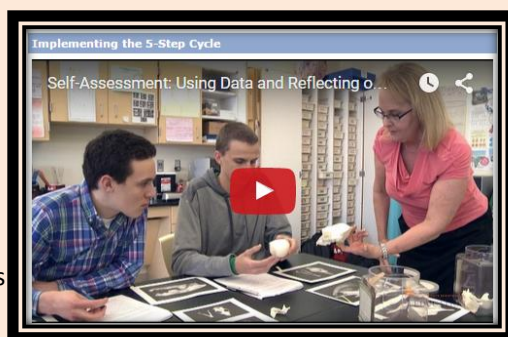 Implementing the 5-Step Cycle
Self-Assessment: Using Data and Reflecting o...
s